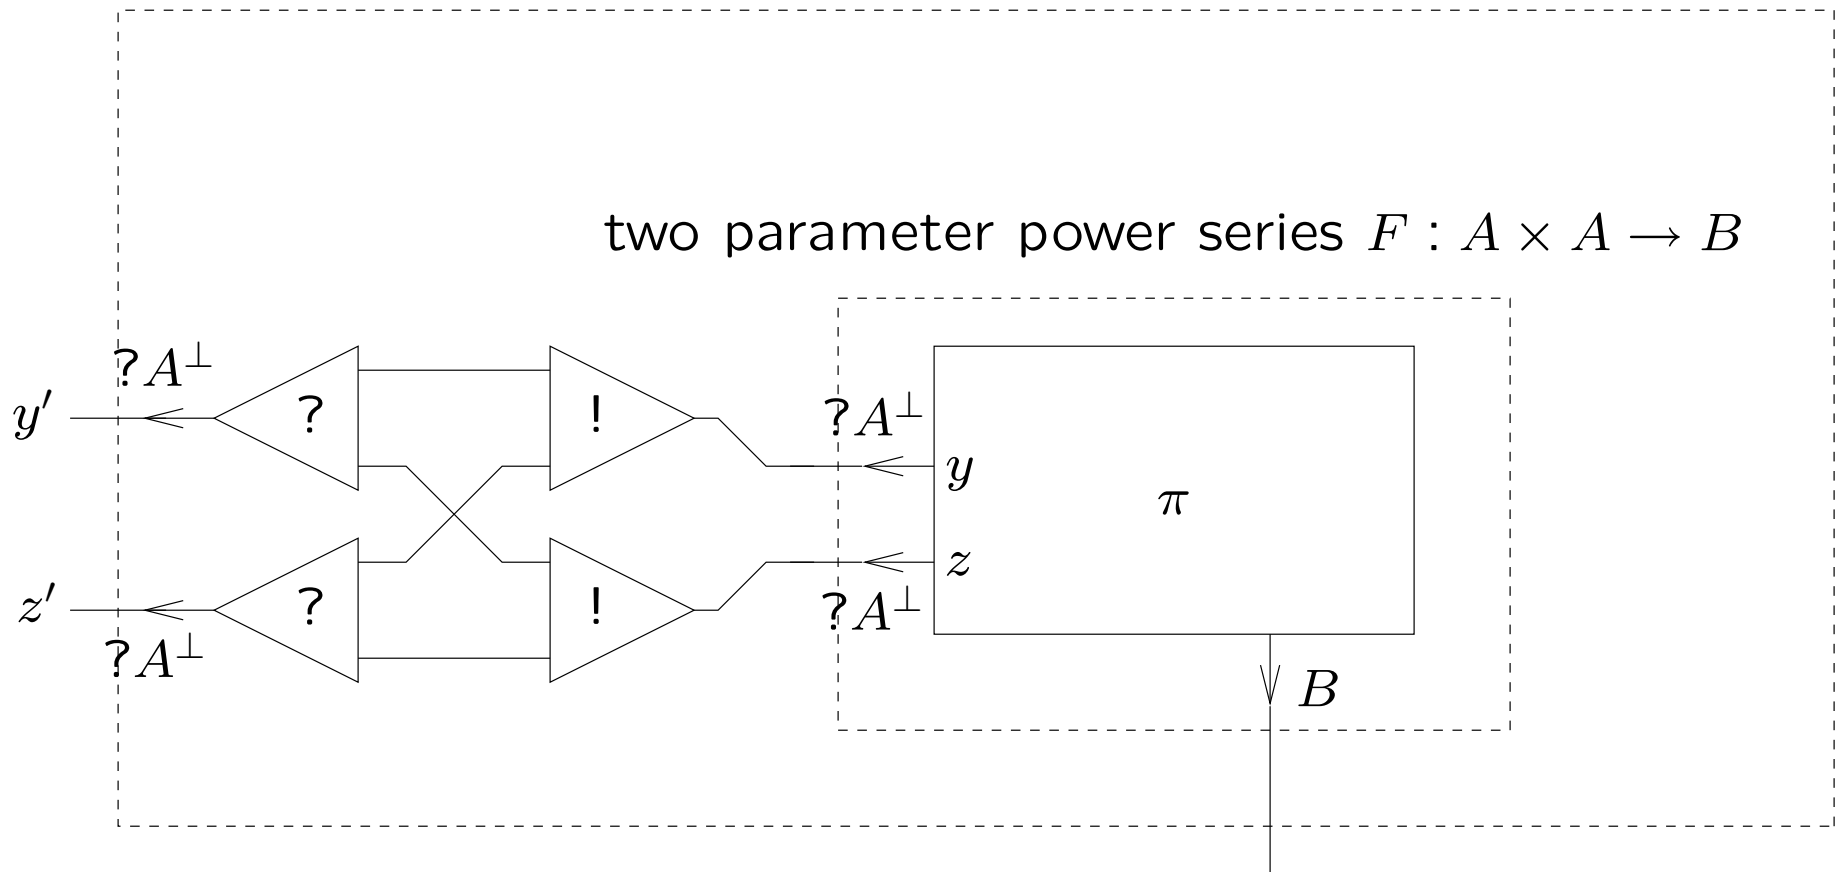 two parameter power series F : A × A → B
?A⊥
y′
?
!
?A⊥
y
π
z
?A⊥
z′
?
!
?A⊥
B